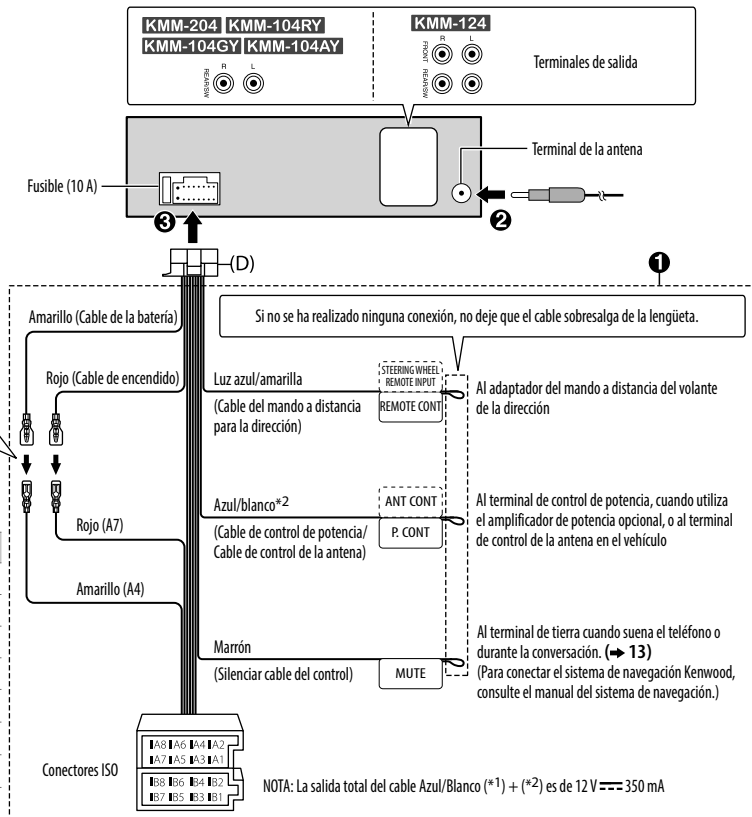 KMM-204 KMM-104RY
KMM-104GY KMM-104AY
R L
REAR/SW
KMM-124
R L
FRONT
REAR/SW
Terminales de salida
Terminal de la antena
Fusible (10 A)
3
2
(D)
1
Amarillo (Cable de la batería)
Si no se ha realizado ninguna conexión, no deje que el cable sobresalga de la lengüeta.
Rojo (Cable de encendido)
Luz azul/amarilla
(Cable del mando a distancia
para la dirección)
STEERING WHEEL
REMOTE INPUT
REMOTE CONT
Al adaptador del mando a distancia del volante
de la dirección
Azul/blanco*2
(Cable de control de potencia/
Cable de control de la antena)
ANT CONT
P. CONT
Al terminal de control de potencia, cuando utiliza
el amplificador de potencia opcional, o al terminal
de control de la antena en el vehículo
Rojo (A7)
Amarillo (A4)
Marrón
(Silenciar cable del control)
MUTE
Al terminal de tierra cuando suena el teléfono o
durante la conversación. (➜ 13)
(Para conectar el sistema de navegación Kenwood,
consulte el manual del sistema de navegación.)
Conectores ISO
A8 A6 A4 A2
A7 A5 A3 A1
B8 B6 B4 B2
B7 B5 B3 B1
NOTA: La salida total del cable Azul/Blanco (*1) + (*2) es de 12 V ⎓ 350 mA